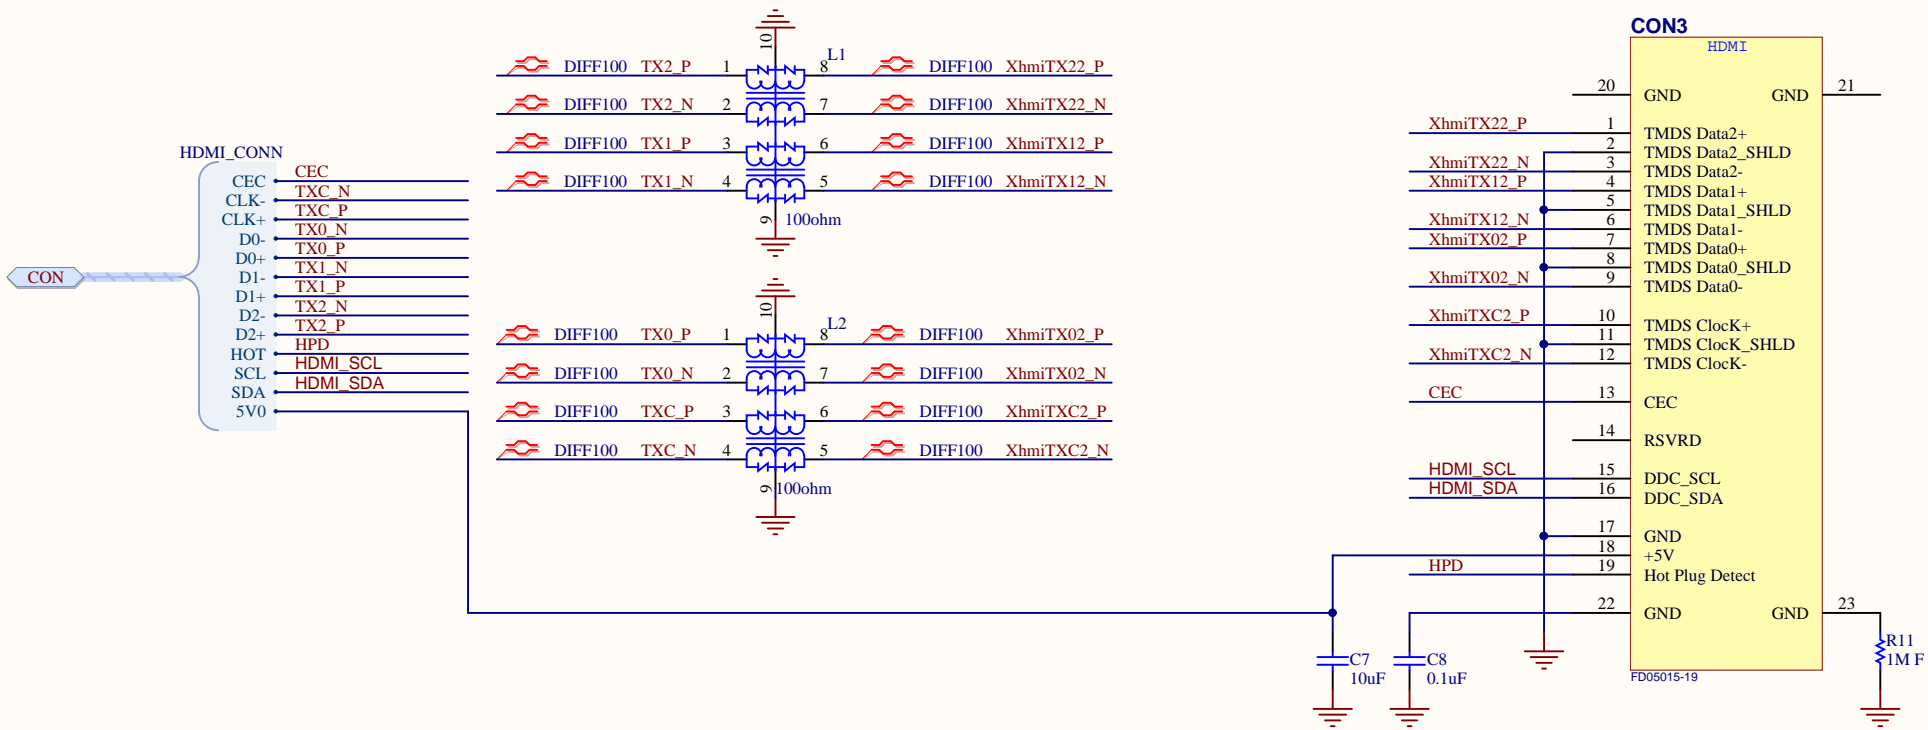 CON
HDMI_CONN
CEC CEC
CLK- TXC_N
CLK+ TXC_P
D0- TX0_N
D0+ TX0_P
D1- TX1_N
D1+ TX1_P
D2- TX2_N
D2+ TX2_P
HOT HPD
SCL HDMI_SCL
SDA HDMI_SDA
5V0
10
L1
DIFF100 TX2_P 1 8 DIFF100 XhmiTX22_P
DIFF100 TX2_N 2 7 DIFF100 XhmiTX22_N
DIFF100 TX1_P 3 6 DIFF100 XhmiTX12_P
DIFF100 TX1_N 4 5 DIFF100 XhmiTX12_N
9 100ohm
10
L2
DIFF100 TX0_P 1 8 DIFF100 XhmiTX02_P
DIFF100 TX0_N 2 7 DIFF100 XhmiTX02_N
DIFF100 TXC_P 3 6 DIFF100 XhmiTXC2_P
DIFF100 TXC_N 4 5 DIFF100 XhmiTXC2_N
9 100ohm
CON3
HDMI
20 GND GND 21
XhmiTX22_P 1 TMDS Data2+
2 TMDS Data2_SHLD
XhmiTX22_N 3 TMDS Data2-
XhmiTX12_P 4 TMDS Data1+
5 TMDS Data1_SHLD
XhmiTX12_N 6 TMDS Data1-
XhmiTX02_P 7 TMDS Data0+
8 TMDS Data0_SHLD
XhmiTX02_N 9 TMDS Data0-
XhmiTXC2_P 10 TMDS ClocK+
11 TMDS ClocK_SHLD
XhmiTXC2_N 12 TMDS ClocK-
CEC 13 CEC
14 RSVRD
HDMI_SCL 15 DDC_SCL
HDMI_SDA 16 DDC_SDA
17 GND
18 +5V
HPD 19 Hot Plug Detect
22 GND GND 23
C7
10uF
C8
0.1uF
R11
1M F
FD05015-19